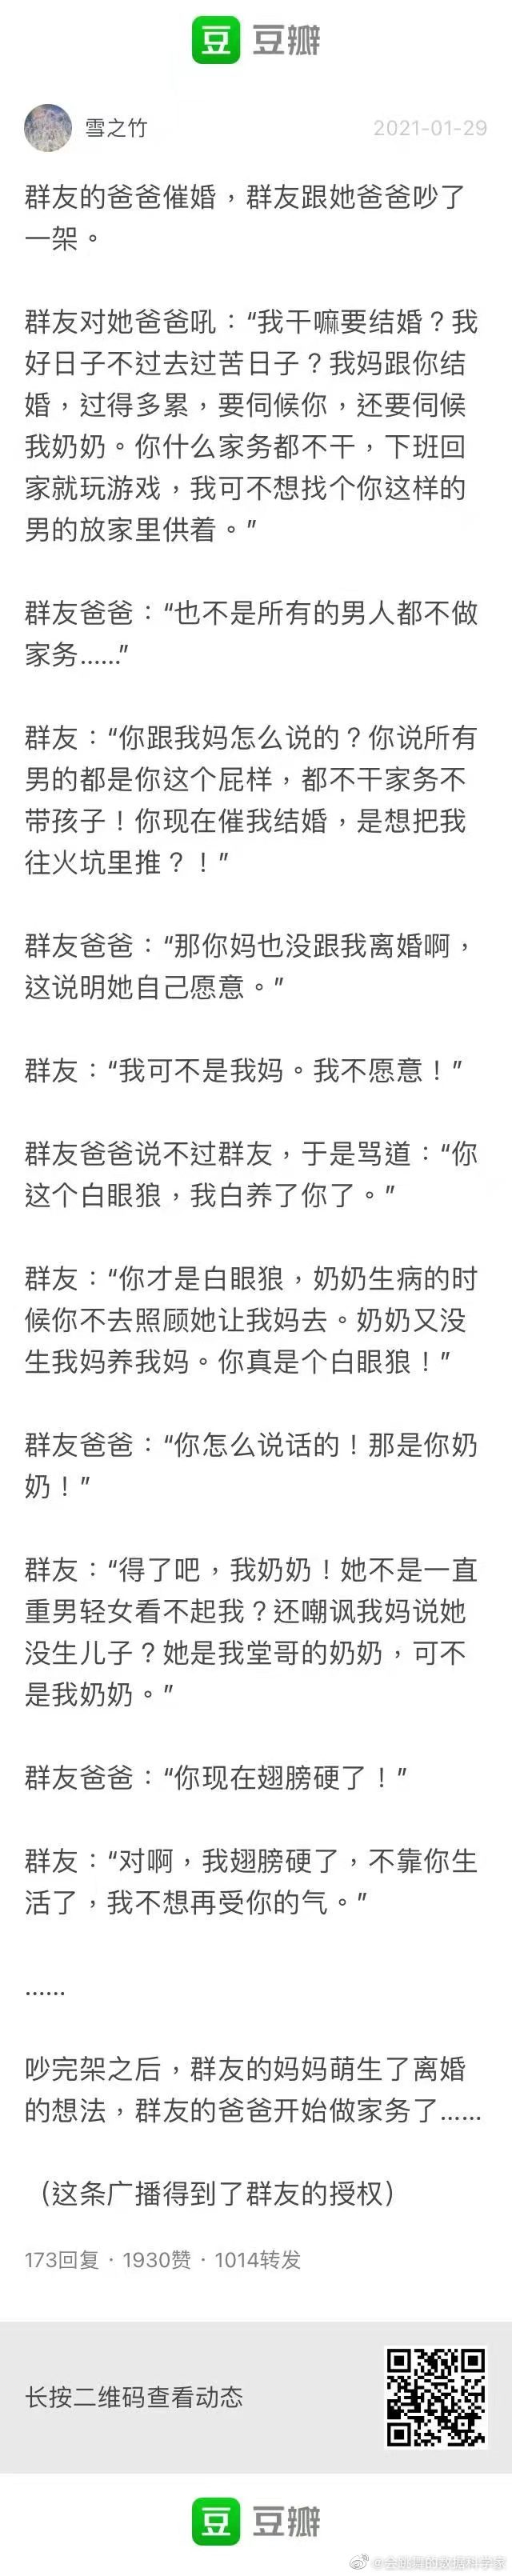 豆 豆瓣
雪之竹 2021-01-29
群友的爸爸催婚，群友跟她爸爸吵了
一架。
群友对她爸爸吼：“我干嘛要结婚？我
好日子不过去过苦日子？我妈跟你结
婚，过得多累，要伺候你，还要伺候
我奶奶。你什么家务都不干，下班回
家就玩游戏，我可不想找个你这样的
男的放家里供着。”
群友爸爸：“也不是所有的男人都不做
家务……”
群友：“你跟我妈怎么说的？你说所有
男的都是你这个屁样，都不干家务不
带孩子！你现在催我结婚，是想把我
往火坑里推？！”
群友爸爸：“那你妈也没跟我离婚啊，
这说明她自己愿意。”
群友：“我可不是我妈。我不愿意！”
群友爸爸说不过群友，于是骂道：“你
这个白眼狼，我白养了你了。”
群友：“你才是白眼狼，奶奶生病的时
候你不去照顾她让我妈去。奶奶又没
生我妈养我妈。你真是个白眼狼！”
群友爸爸：“你怎么说话的！那是你奶
奶！”
群友：“得了吧，我奶奶！她不是一直
重男轻女看不起我？还嘲讽我妈说她
没生儿子？她是我堂哥的奶奶，可不
是我奶奶。”
群友爸爸：“你现在翅膀硬了！”
群友：“对啊，我翅膀硬了，不靠你生
活了，我不想再受你的气。”
……
吵完架之后，群友的妈妈萌生了离婚
的想法，群友的爸爸开始做家务了……
（这条广播得到了群友的授权）
173回复 · 1930赞 · 1014转发
长按二维码查看动态
豆 豆瓣